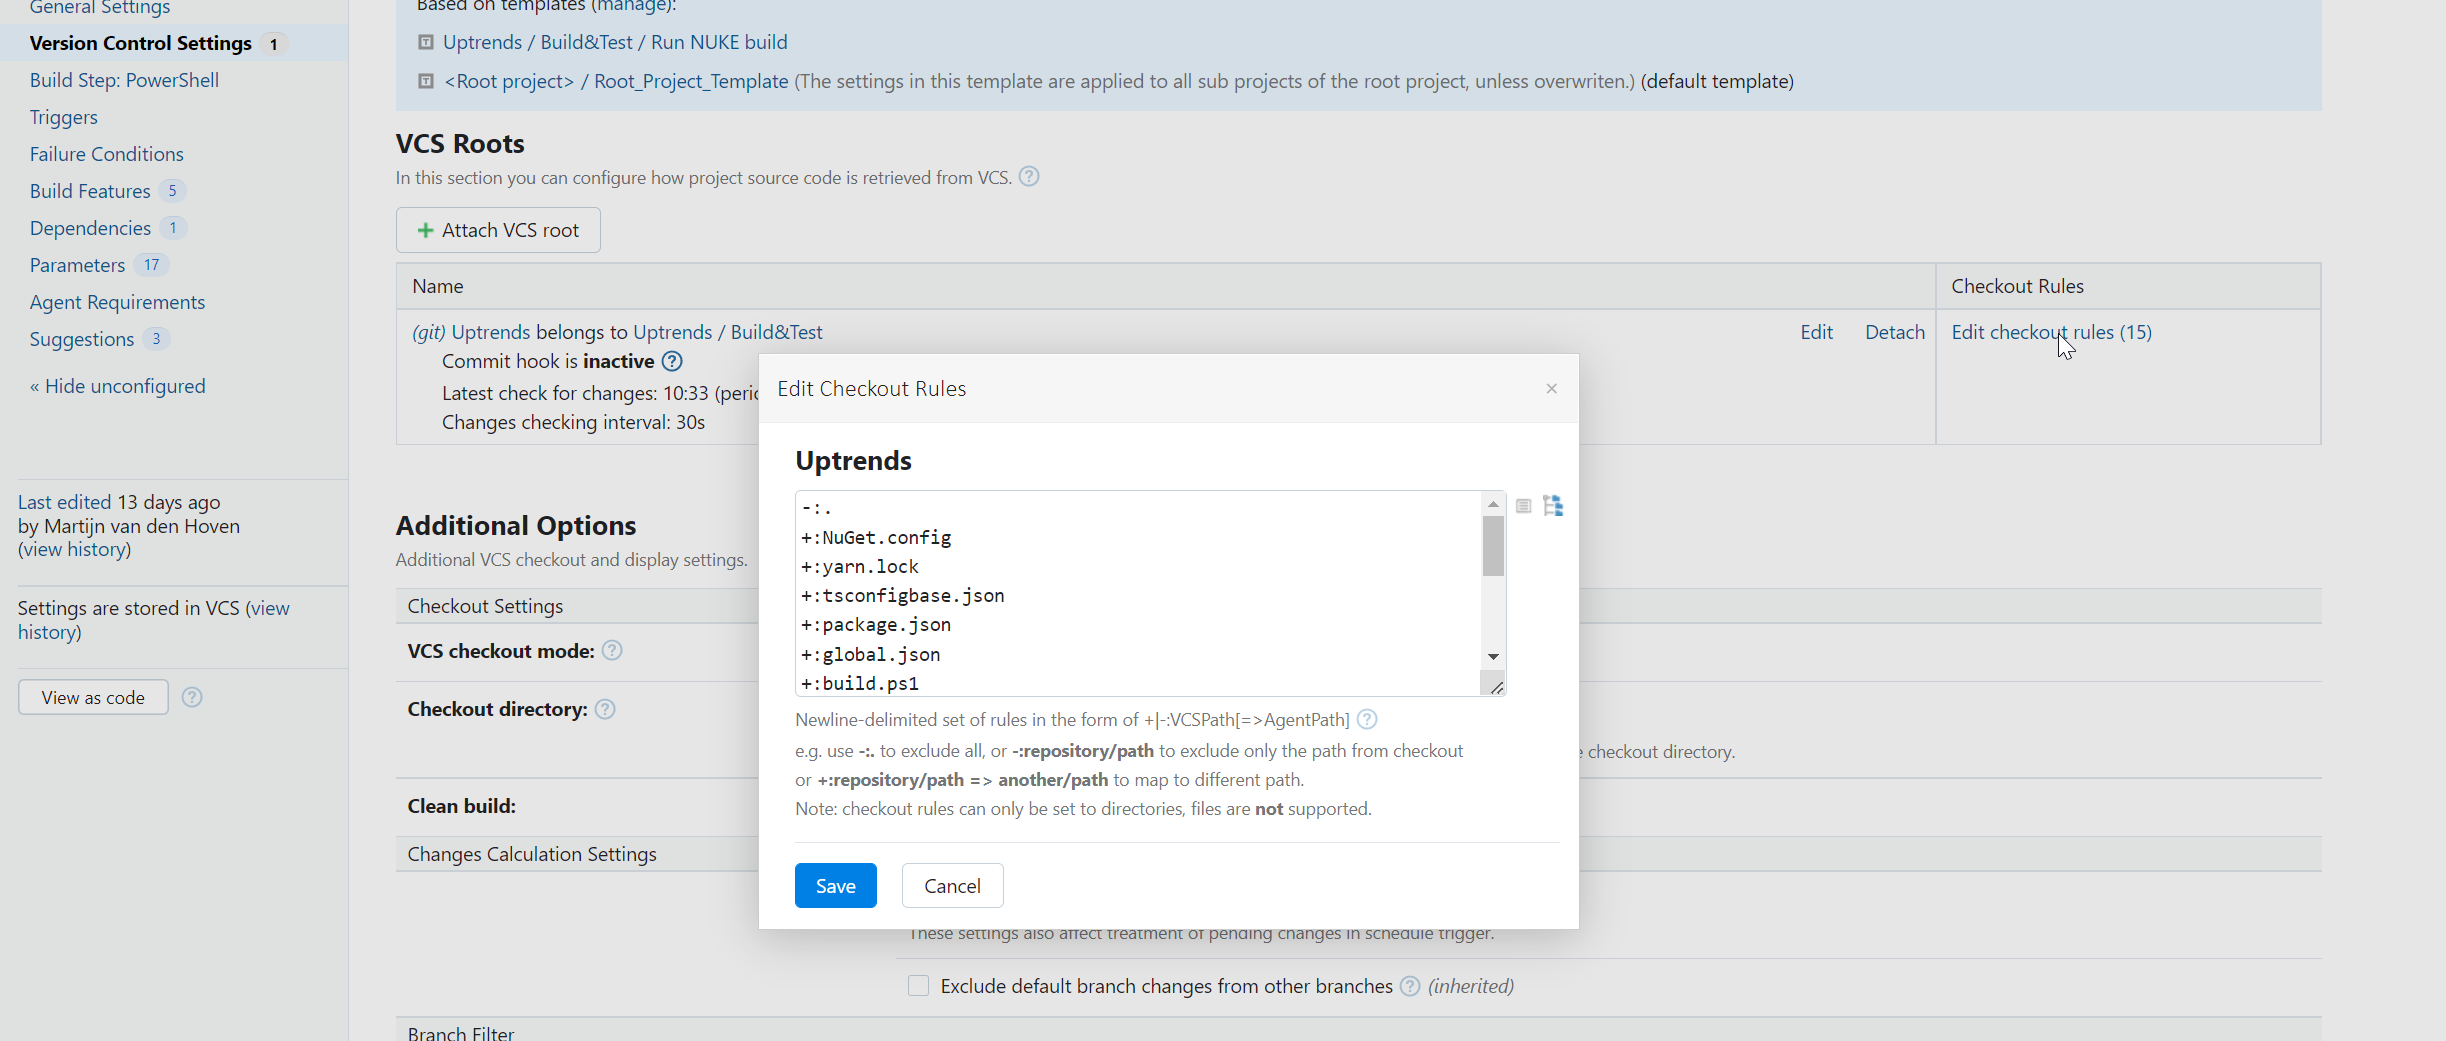 General Settings
Version Control Settings 1
Build Step: PowerShell
Triggers
Failure Conditions
Build Features 5
Dependencies 1
Parameters 17
Agent Requirements
Suggestions 3
« Hide unconfigured
Last edited 13 days ago
by Martijn van den Hoven
(view history)
Settings are stored in VCS (view
history)
View as code ?
Based on templates (manage):
Uptrends / Build&Test / Run NUKE build
<Root project> / Root_Project_Template (The settings in this template are applied to all sub projects of the root project, unless overwriten.) (default template)
VCS Roots
In this section you can configure how project source code is retrieved from VCS. ?
+ Attach VCS root
Name Checkout Rules
(git) Uptrends belongs to Uptrends / Build&Test Edit Detach Edit checkout rules (15)
Commit hook is inactive ?
Latest check for changes: 10:33 (peri
Changes checking interval: 30s
Additional Options
Additional VCS checkout and display settings.
Checkout Settings
VCS checkout mode: ?
Checkout directory: ?
checkout directory.
Clean build:
Changes Calculation Settings
These settings also affect treatment of pending changes in schedule trigger.
Exclude default branch changes from other branches ? (inherited)
Branch Filter
Edit Checkout Rules ×
Uptrends
-:.
+:NuGet.config
+:yarn.lock
+:tsconfigbase.json
+:package.json
+:global.json
+:build.ps1
Newline-delimited set of rules in the form of +|-:VCSPath[=>AgentPath] ?
e.g. use -:. to exclude all, or -:repository/path to exclude only the path from checkout
or +:repository/path => another/path to map to different path.
Note: checkout rules can only be set to directories, files are not supported.
Save Cancel